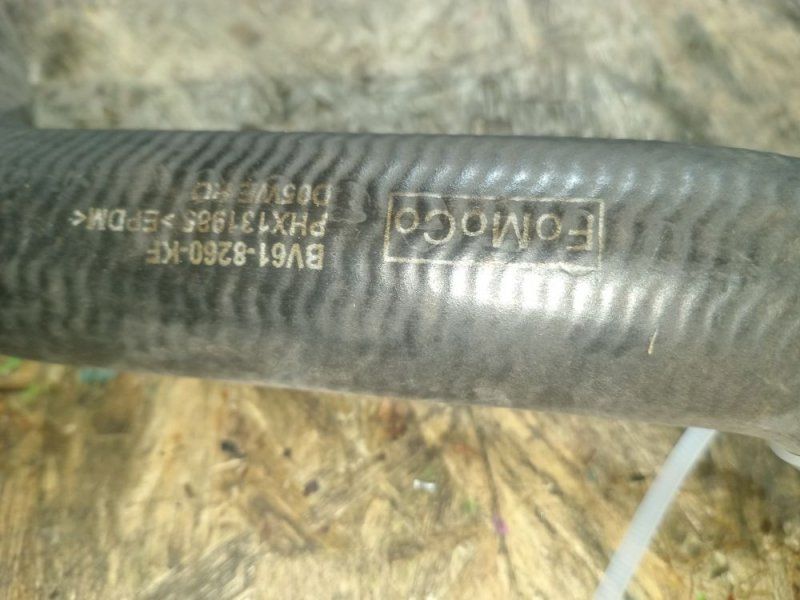 FoMoCo
BV61-8260-KF
PHX131985 >EPDM<